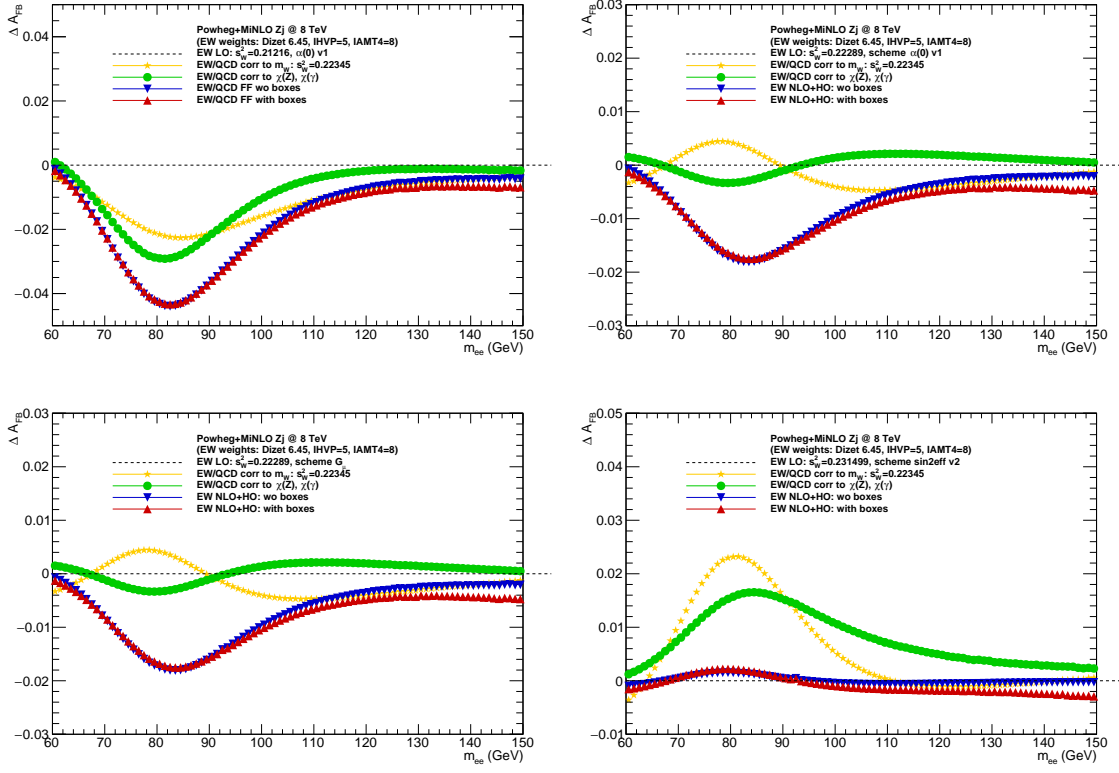 Δ A_FB
0.04
0.02
0
−0.02
−0.04
60 70 80 90 100 110 120 130 140 150
m_ee (GeV)
Powheg+MiNLO Zj @ 8 TeV
(EW weights: Dizet 6.45, IHVP=5, IAMT4=8)
EW LO: s²_W=0.21216, α(0) v1
EW/QCD corr to m_W: s²_W=0.22345
EW/QCD corr to χ(Z), χ(γ)
EW/QCD FF wo boxes
EW/QCD FF with boxes
Δ A_FB
0.03
0.02
0.01
0
−0.01
−0.02
−0.03
60 70 80 90 100 110 120 130 140 150
m_ee (GeV)
Powheg+MiNLO Zj @ 8 TeV
(EW weights: Dizet 6.45, IHVP=5, IAMT4=8)
EW LO: s²_W=0.22289, scheme α(0) v1
EW/QCD corr to m_W: s²_W=0.22345
EW/QCD corr to χ(Z), χ(γ)
EW NLO+HO: wo boxes
EW NLO+HO: with boxes
Δ A_FB
0.03
0.02
0.01
0
−0.01
−0.02
−0.03
60 70 80 90 100 110 120 130 140 150
m_ee (GeV)
Powheg+MiNLO Zj @ 8 TeV
(EW weights: Dizet 6.45, IHVP=5, IAMT4=8)
EW LO: s²_W=0.22289, scheme G
EW/QCD corr to m_W: s²_W=0.22345
EW/QCD corr to χ(Z), χ(γ)
EW NLO+HO: wo boxes
EW NLO+HO: with boxes
Δ A_FB
0.05
0.04
0.03
0.02
0.01
0
−0.01
60 70 80 90 100 110 120 130 140 150
m_ee (GeV)
Powheg+MiNLO Zj @ 8 TeV
(EW weights: Dizet 6.45, IHVP=5, IAMT4=8)
EW LO: s²_W=0.231499, scheme sin2eff v2
EW/QCD corr to m_W: s²_W=0.22345
EW/QCD corr to χ(Z), χ(γ)
EW NLO+HO: wo boxes
EW NLO+HO: with boxes